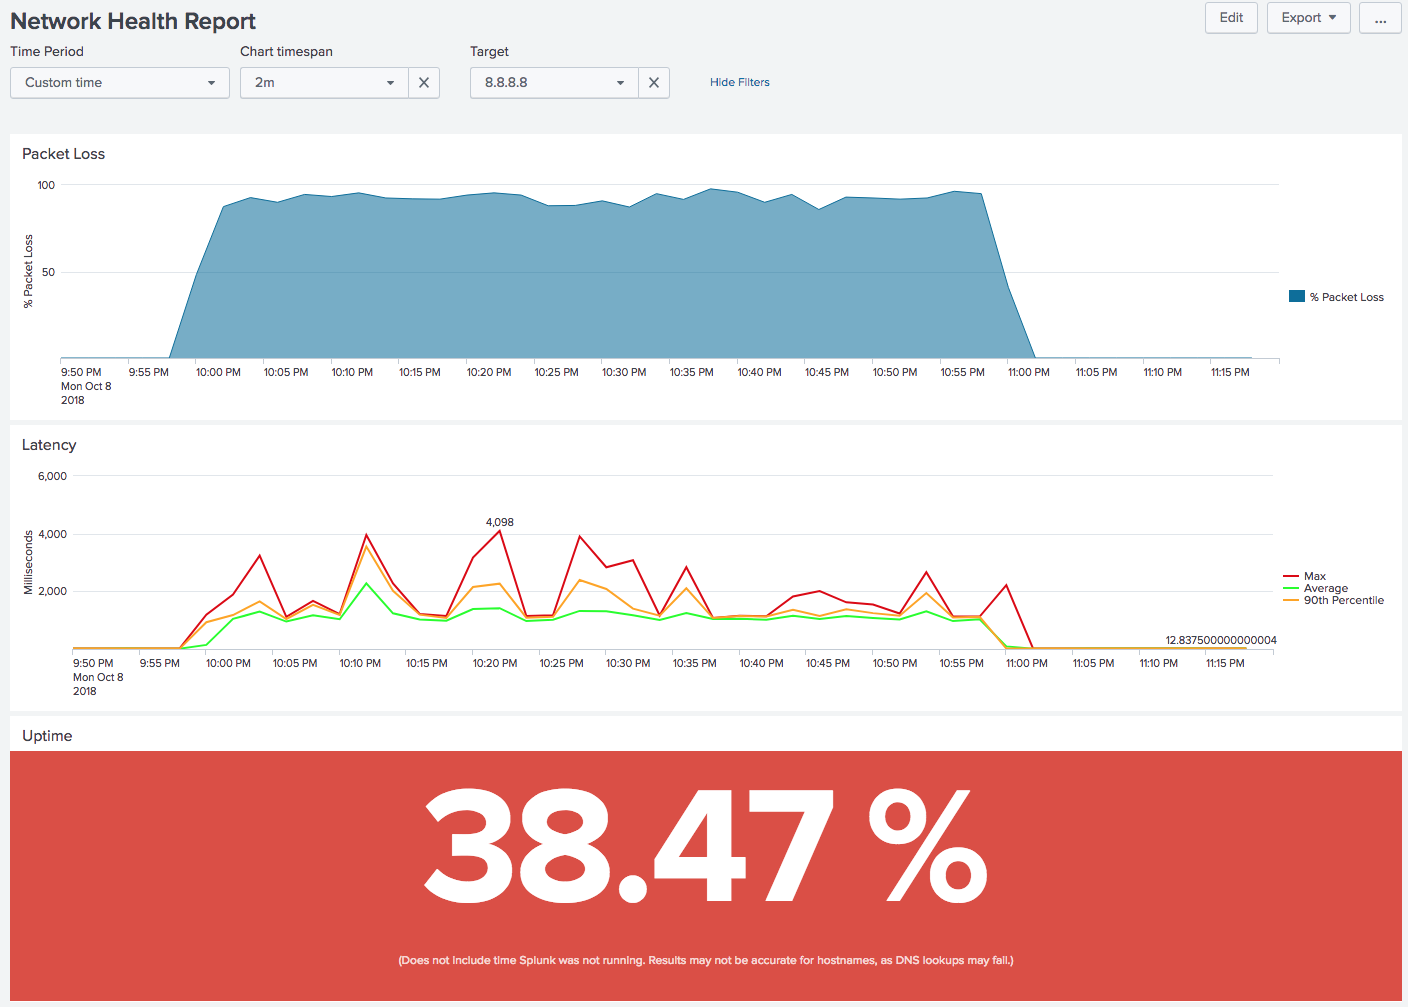 Network Health Report
Edit
Export
...
Time Period
Chart timespan
Target
Custom time
2m
8.8.8.8
Hide Filters
Packet Loss
100
50
% Packet Loss
% Packet Loss
9:50 PM 9:55 PM 10:00 PM 10:05 PM 10:10 PM 10:15 PM 10:20 PM 10:25 PM 10:30 PM 10:35 PM 10:40 PM 10:45 PM 10:50 PM 10:55 PM 11:00 PM 11:05 PM 11:10 PM 11:15 PM
Mon Oct 8
2018
Latency
6,000
4,098
4,000
Milliseconds
2,000
Max
Average
90th Percentile
12.837500000000004
9:50 PM 9:55 PM 10:00 PM 10:05 PM 10:10 PM 10:15 PM 10:20 PM 10:25 PM 10:30 PM 10:35 PM 10:40 PM 10:45 PM 10:50 PM 10:55 PM 11:00 PM 11:05 PM 11:10 PM 11:15 PM
Mon Oct 8
2018
Uptime
38.47 %
(Does not include time Splunk was not running. Results may not be accurate for hostnames, as DNS lookups may fail.)